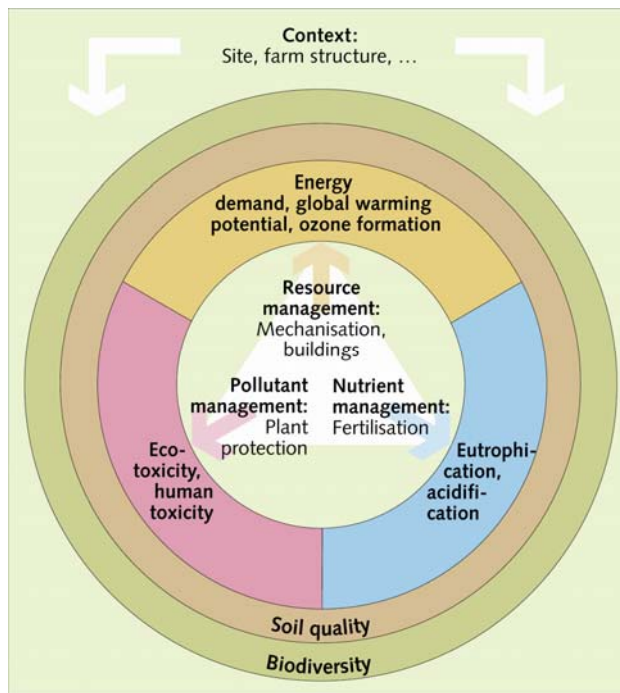 Context:
Site, farm structure, …
Energy
demand, global warming
potential, ozone formation
Resource
management:
Mechanisation,
buildings
Pollutant
management:
Plant
protection
Nutrient
management:
Fertilisation
Eco-
toxicity,
human
toxicity
Eutrophi-
cation,
acidifi-
cation
Soil quality
Biodiversity